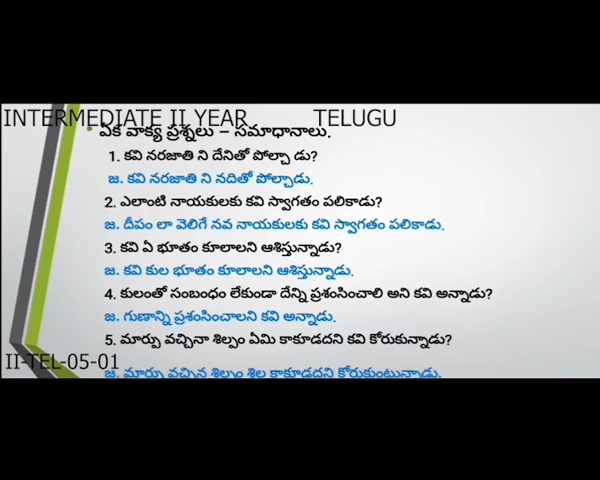 INTERMEDIATE II YEAR TELUGU
• ఏక వాక్య ప్రశ్నలు – సమాధానాలు.
1. కవి నరజాతి ని దేనితో పోల్చా డు?
జ. కవి నరజాతి ని నదితో పోల్చాడు.
2. ఎలాంటి నాయకులకు కవి స్వాగతం పలికాడు?
జ. దీపం లా వెలిగే నవ నాయకులకు కవి స్వాగతం పలికాడు.
3. కవి ఏ భూతం కూలాలని ఆశిస్తున్నాడు?
జ. కవి కుల భూతం కూలాలని ఆశిస్తున్నాడు.
4. కులంతో సంబంధం లేకుండా దేన్ని ప్రశంసించాలి అని కవి అన్నాడు?
జ. గుణాన్ని ప్రశంసించాలని కవి అన్నాడు.
5. మార్పు వచ్చినా శిల్పం ఏమి కాకూడదని కవి కోరుకున్నాడు?
II-TEL-05-01
జ. మార్పు వచ్చిన శిల్పం శిల కాకూడదని కోరుకుంటున్నాడు.